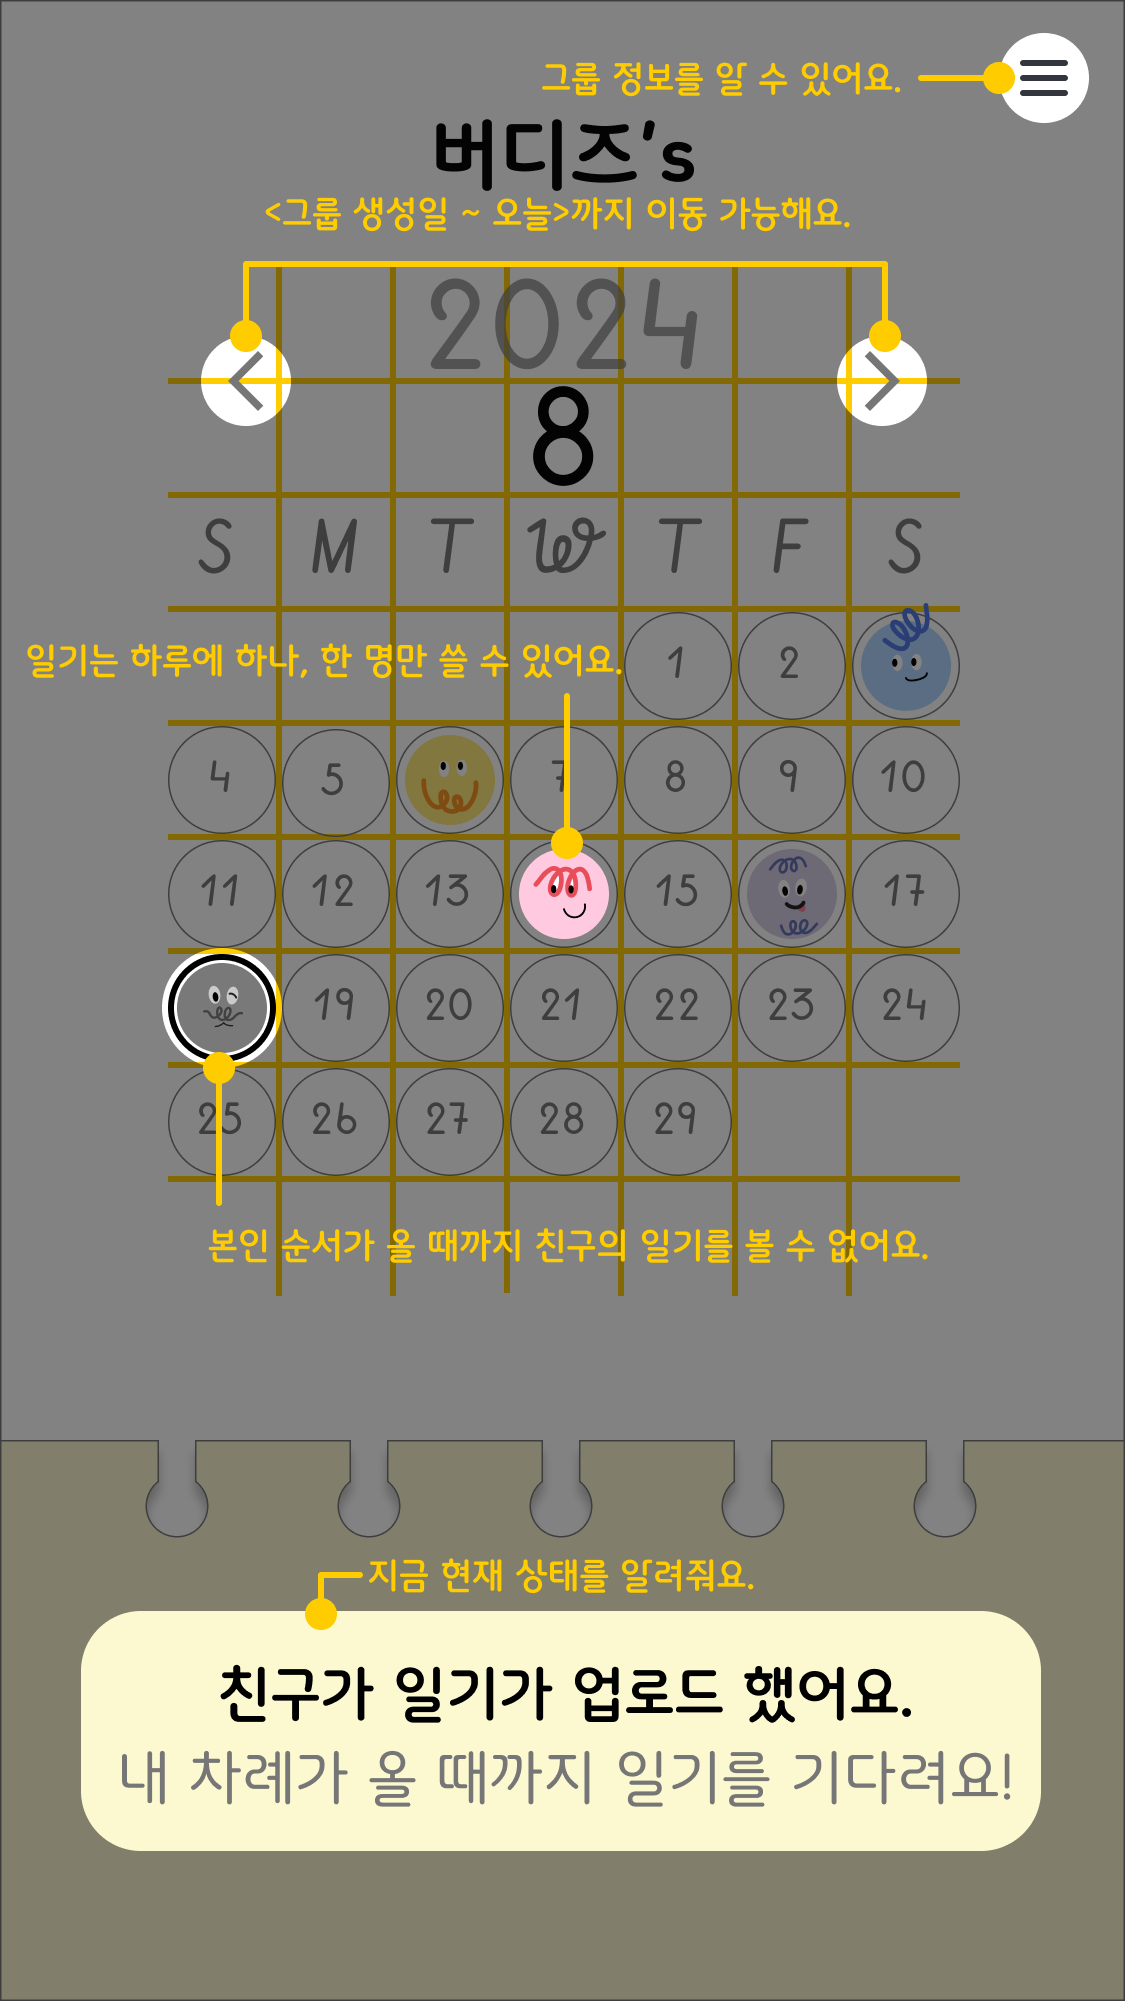 그룹 정보를 알 수 있어요.
버디즈's
<그룹 생성일 ~ 오늘>까지 이동 가능해요.
2024
8
S M T W T F S
일기는 하루에 하나, 한 명만 쓸 수 있어요.
1 2
4 5 7 8 9 10
11 12 13 15 17
19 20 21 22 23 24
25 26 27 28 29
본인 순서가 올 때까지 친구의 일기를 볼 수 없어요.
지금 현재 상태를 알려줘요.
친구가 일기가 업로드 했어요.
내 차례가 올 때까지 일기를 기다려요!